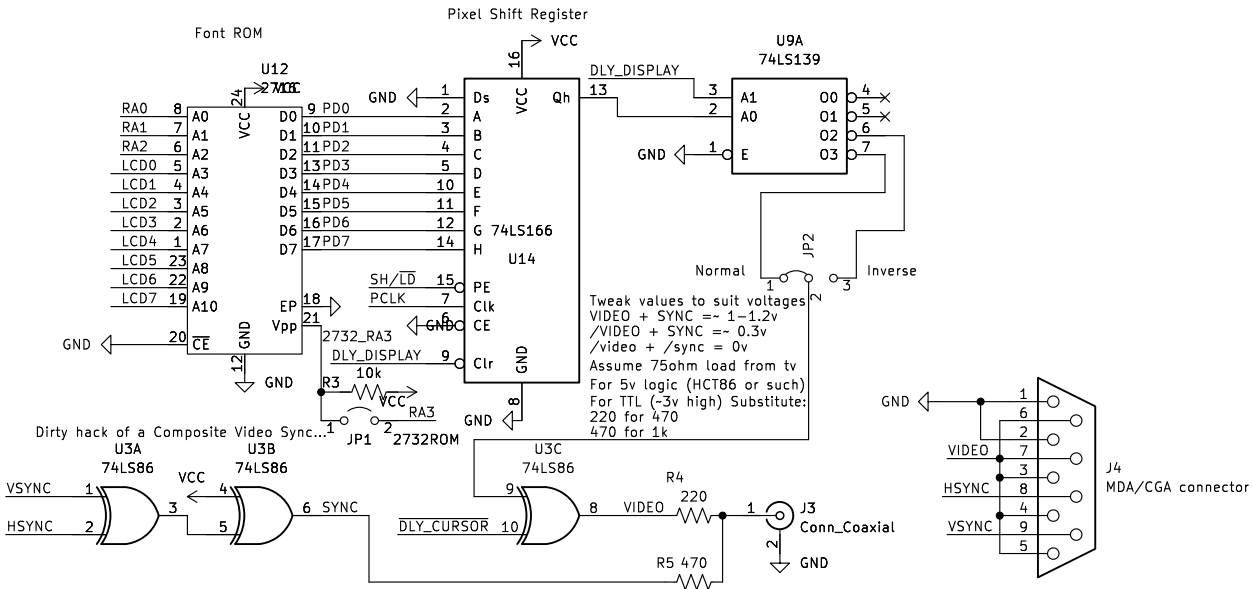 Pixel Shift Register
Font ROM
U12
2716
VCC
24
VCC
RA0 8 A0 D0 9 PD0
RA1 7 A1 D1 10 PD1
RA2 6 A2 D2 11 PD2
LCD0 5 A3 D3 13 PD3
LCD1 4 A4 D4 14 PD4
LCD2 3 A5 D5 15 PD5
LCD3 2 A6 D6 16 PD6
LCD4 1 A7 D7 17 PD7
LCD5 23 A8
LCD6 22 A9
LCD7 19 A10 EP 18
Vpp 21
GND 20 CE
GND
12
GND
2732_RA3
R3 10k
VCC
1 2 RA3
JP1 2732ROM
16 VCC
VCC
GND 1 Ds Qh 13
2 A
3 B
4 C
5 D
10 E
11 F
12 G
14 H
74LS166
U14
SH/LD 15 PE
PCLK 7 Clk
GND 6 CE
DLY_DISPLAY 9 Clr
GND
8
GND
U9A
74LS139
DLY_DISPLAY 3 A1 O0 4
2 A0 O1 5
O2 6
GND 1 E O3 7
JP2
Normal 1 2 3 Inverse
Tweak values to suit voltages
VIDEO + SYNC =~ 1-1.2v
/VIDEO + SYNC =~ 0.3v
/video + /sync = 0v
Assume 75ohm load from tv
For 5v logic (HCT86 or such)
For TTL (~3v high) Substitute:
220 for 470
470 for 1k
Dirty hack of a Composite Video Sync...
U3A
74LS86
VSYNC 1
HSYNC 2
3
U3B
74LS86
VCC 4
5
6 SYNC
U3C
74LS86
9
DLY_CURSOR 10
8 VIDEO
R4
220
R5 470
1 J3
Conn_Coaxial
2
GND
GND 1
6
2
VIDEO 7
3
HSYNC 8
4
VSYNC 9
5
J4
MDA/CGA connector